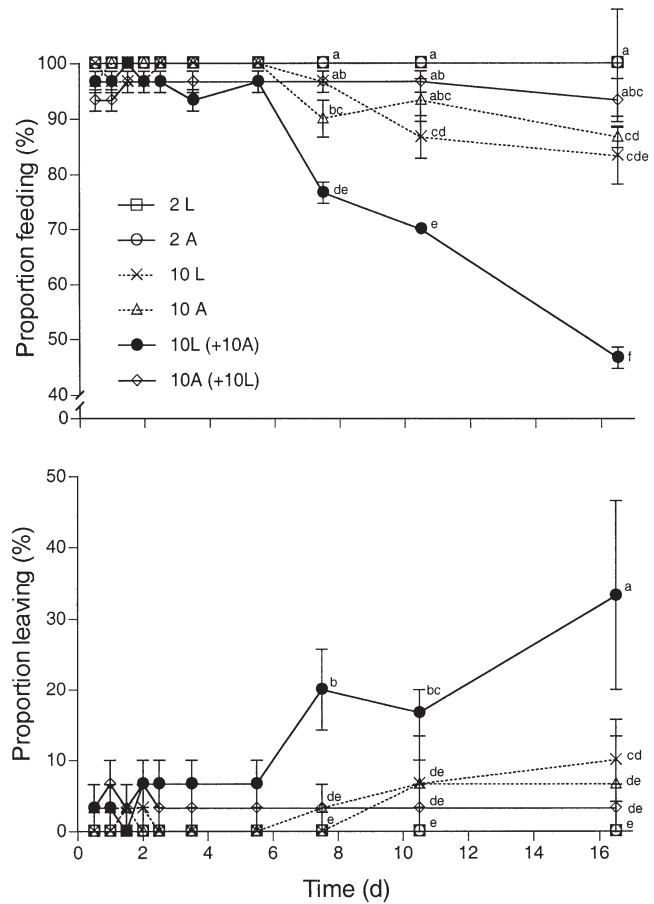 Proportion feeding (%)
100
90
80
70
60
50
40
0
a
a
a
ab
ab
abc
bc
abc
cd
cd
cde
de
e
f
2 L
2 A
10 L
10 A
10L (+10A)
10A (+10L)
Proportion leaving (%)
50
40
30
20
10
0
a
b
bc
cd
de
de
de
de
de
e
e
e
0
2
4
6
8
10
12
14
16
Time (d)